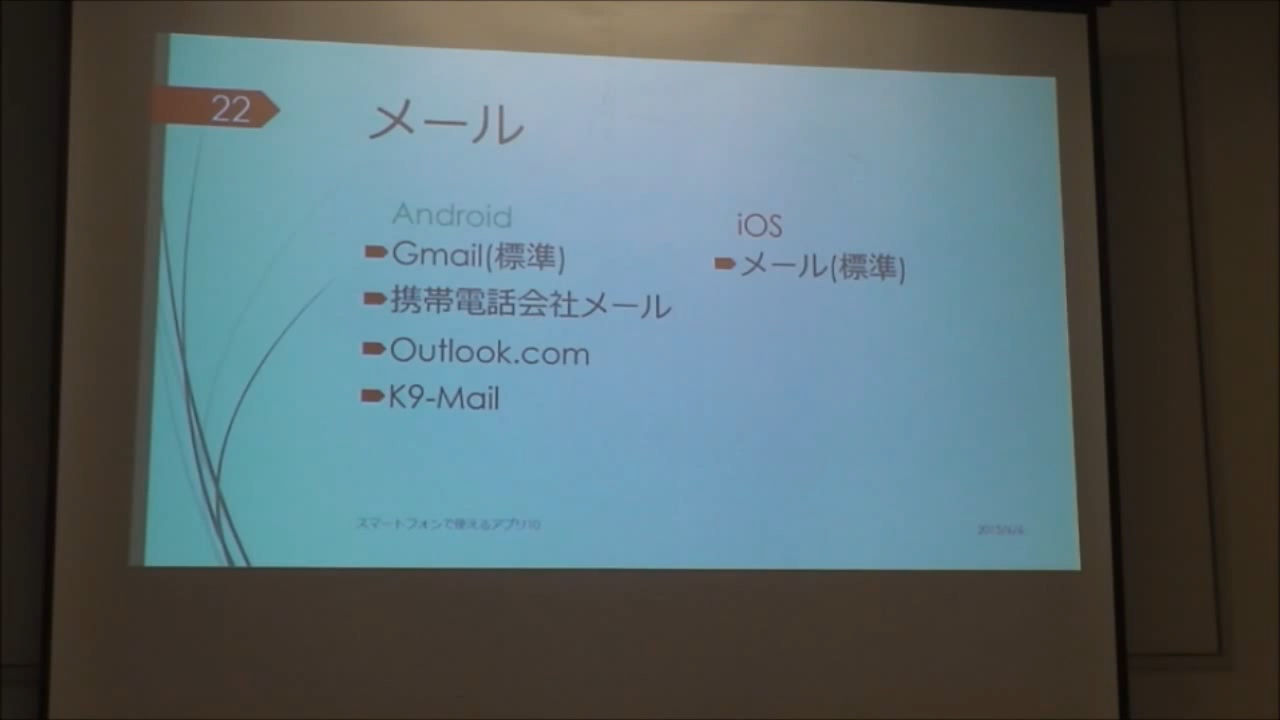 22
メール
Android
Gmail(標準)
携帯電話会社メール
Outlook.com
K9-Mail
iOS
メール(標準)
スマートフォンで使えるアプリ10